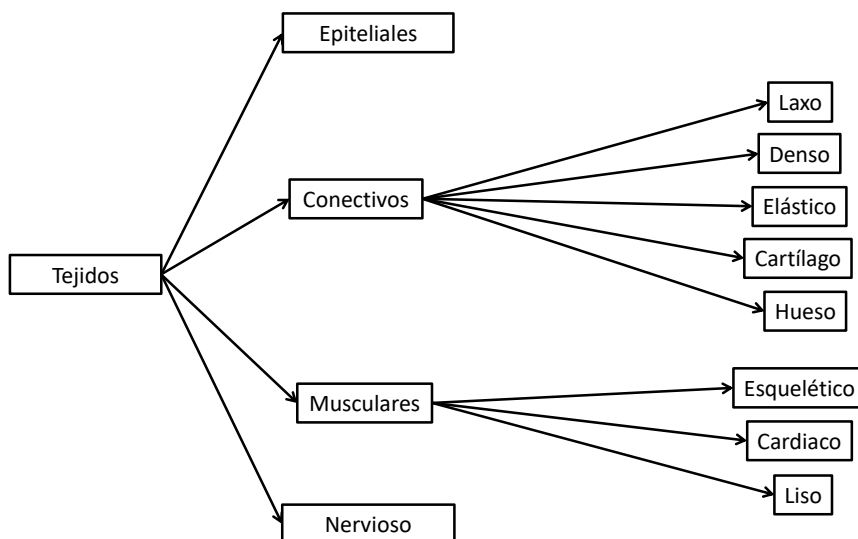 Epiteliales
Laxo
Denso
Conectivos
Elástico
Cartílago
Tejidos
Hueso
Esquelético
Musculares
Cardiaco
Liso
Nervioso